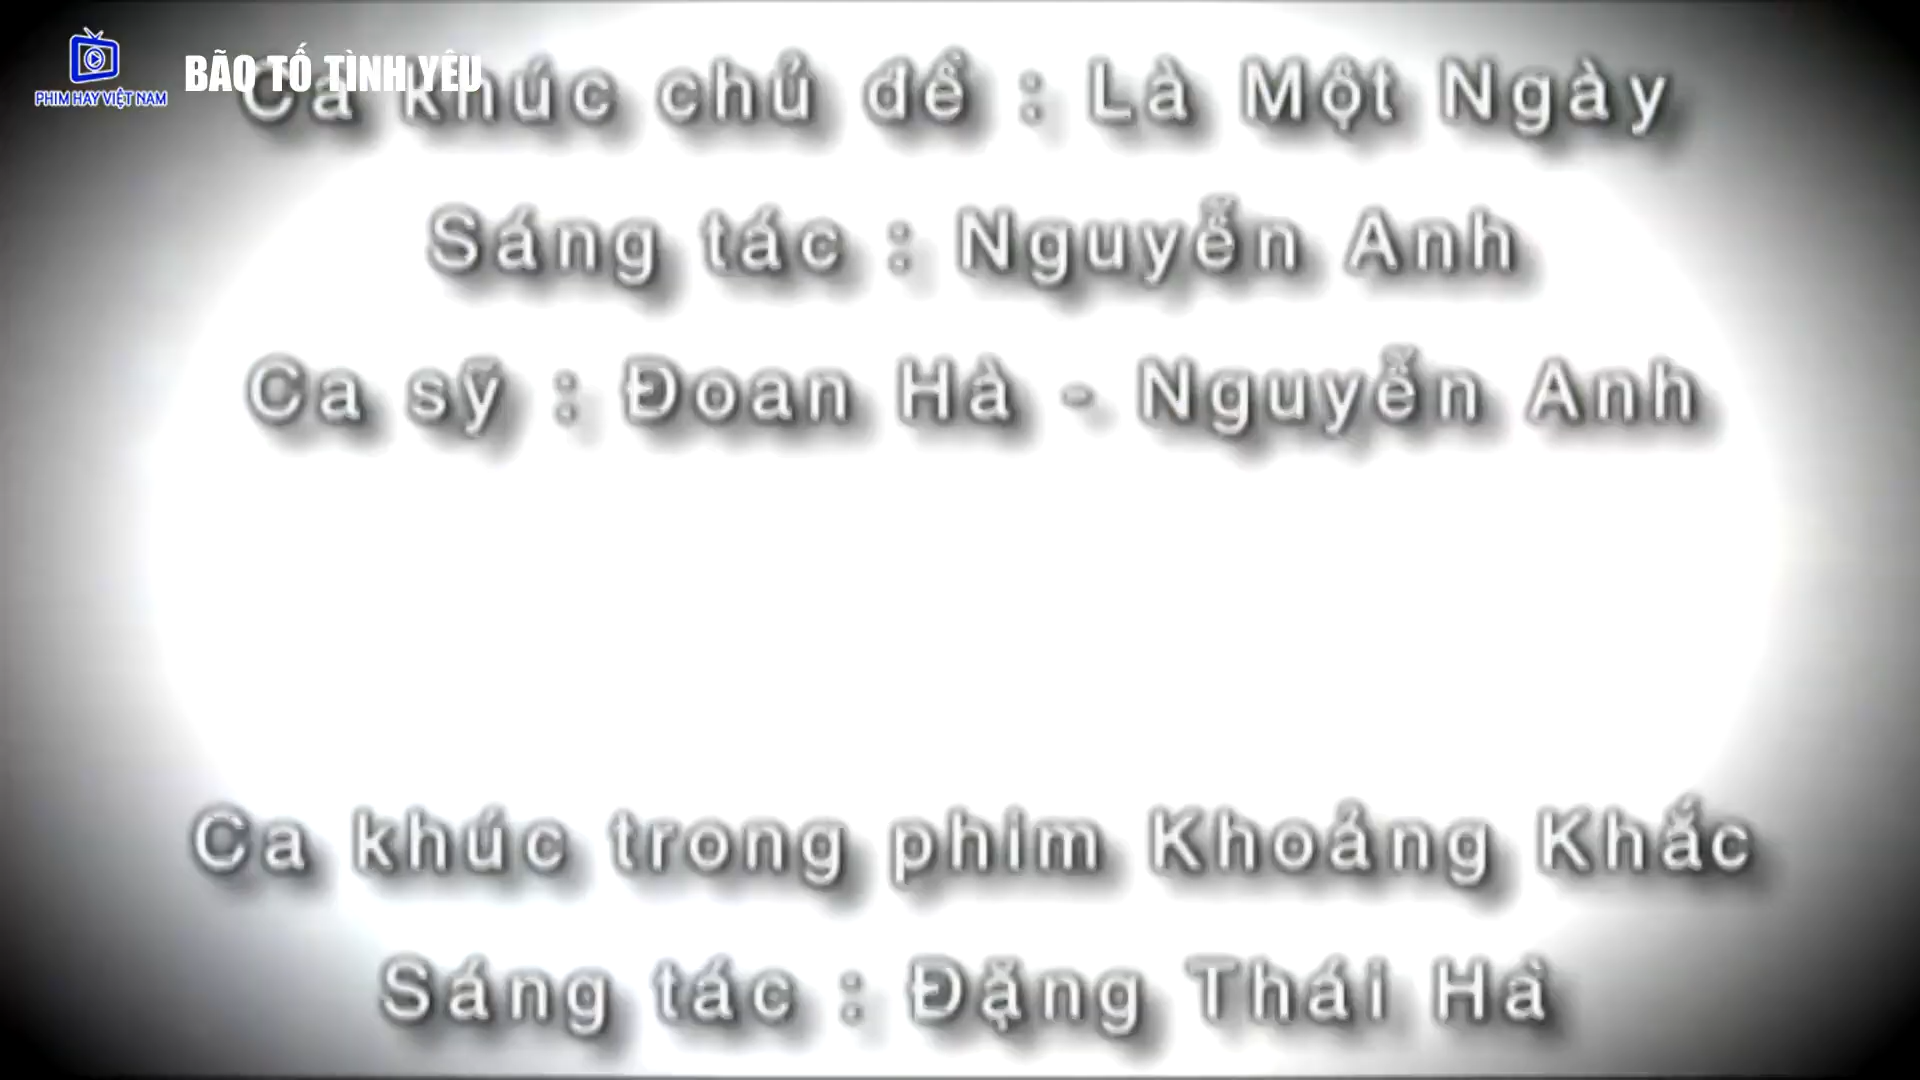 PHIM HAY VIỆT NAM
BÃO TỐ TÌNH YÊU
Ca khúc chủ đề : Là Một Ngày
Sáng tác : Nguyễn Anh
Ca sỹ : Đoan Hà - Nguyễn Anh
Ca khúc trong phim Khoảng Khắc
Sáng tác : Đặng Thái Hà